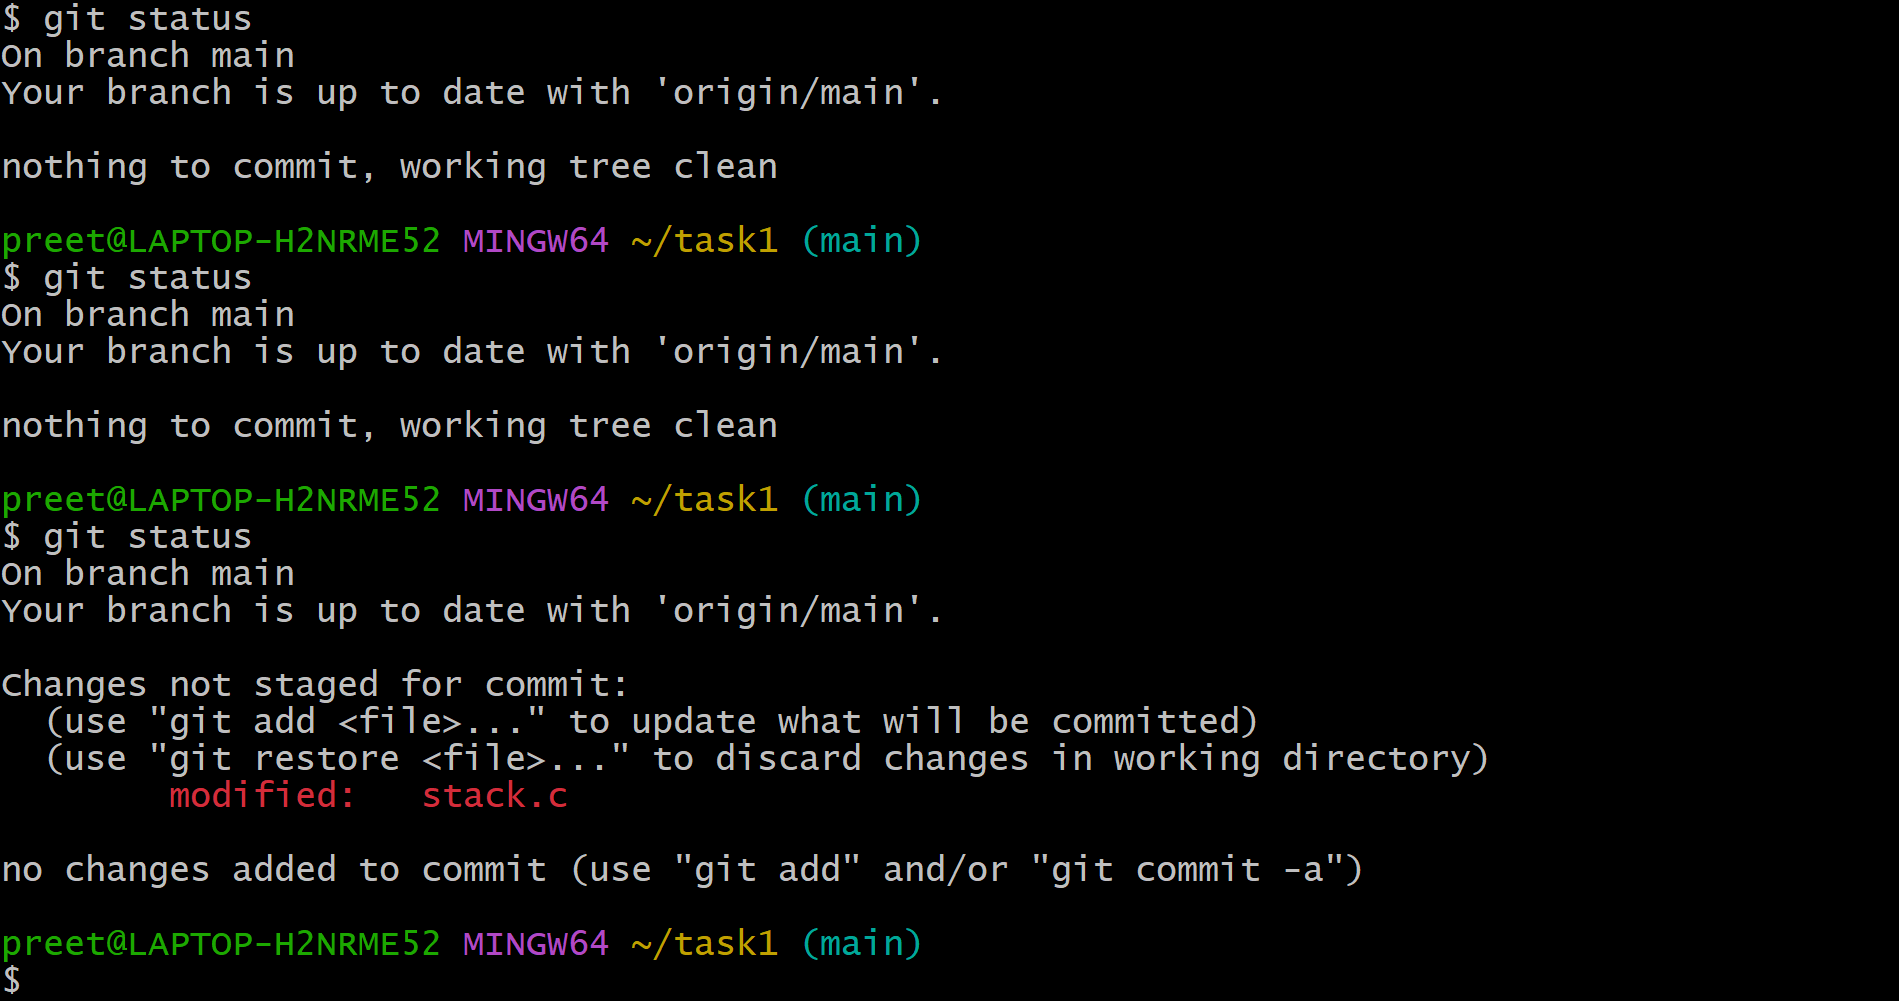 $ git status
On branch main
Your branch is up to date with 'origin/main'.
nothing to commit, working tree clean
preet@LAPTOP-H2NRME52 MINGW64 ~/task1 (main)
$ git status
On branch main
Your branch is up to date with 'origin/main'.
nothing to commit, working tree clean
preet@LAPTOP-H2NRME52 MINGW64 ~/task1 (main)
$ git status
On branch main
Your branch is up to date with 'origin/main'.
Changes not staged for commit:
  (use "git add <file>..." to update what will be committed)
  (use "git restore <file>..." to discard changes in working directory)
        modified:   stack.c
no changes added to commit (use "git add" and/or "git commit -a")
preet@LAPTOP-H2NRME52 MINGW64 ~/task1 (main)
$